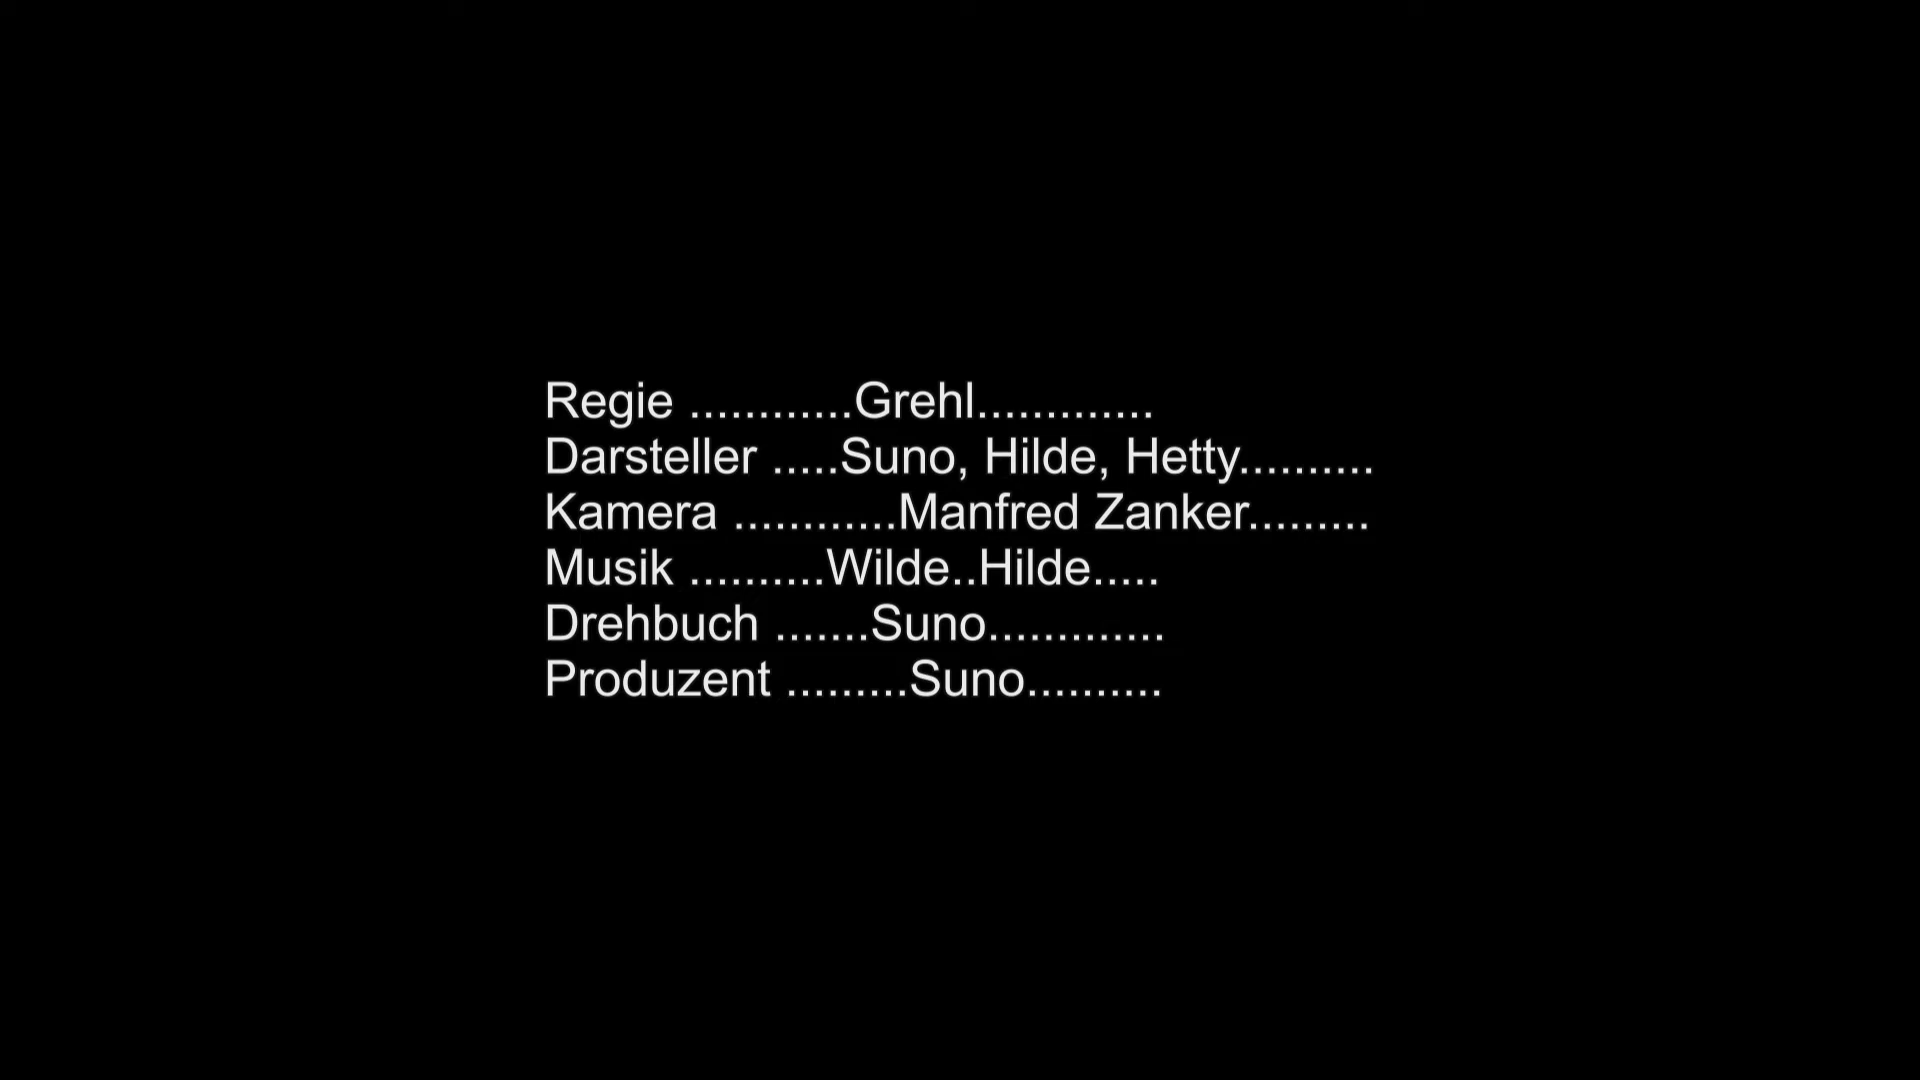 Regie ............Grehl.............
Darsteller .....Suno, Hilde, Hetty..........
Kamera ............Manfred Zanker.........
Musik ..........Wilde..Hilde.....
Drehbuch .......Suno.............
Produzent .........Suno..........